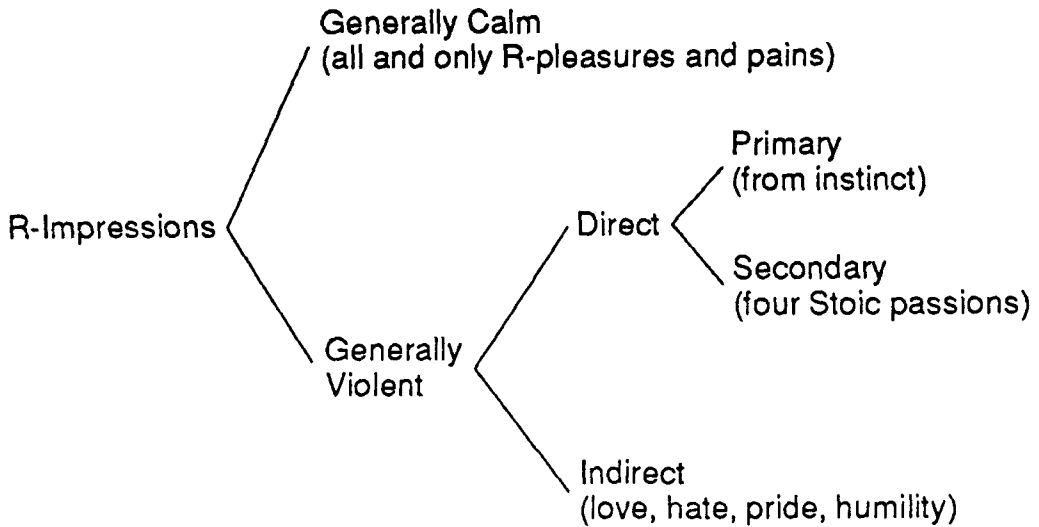 Generally Calm
(all and only R-pleasures and pains)
Primary
(from instinct)
R-Impressions
Direct
Secondary
(four Stoic passions)
Generally
Violent
Indirect
(love, hate, pride, humility)